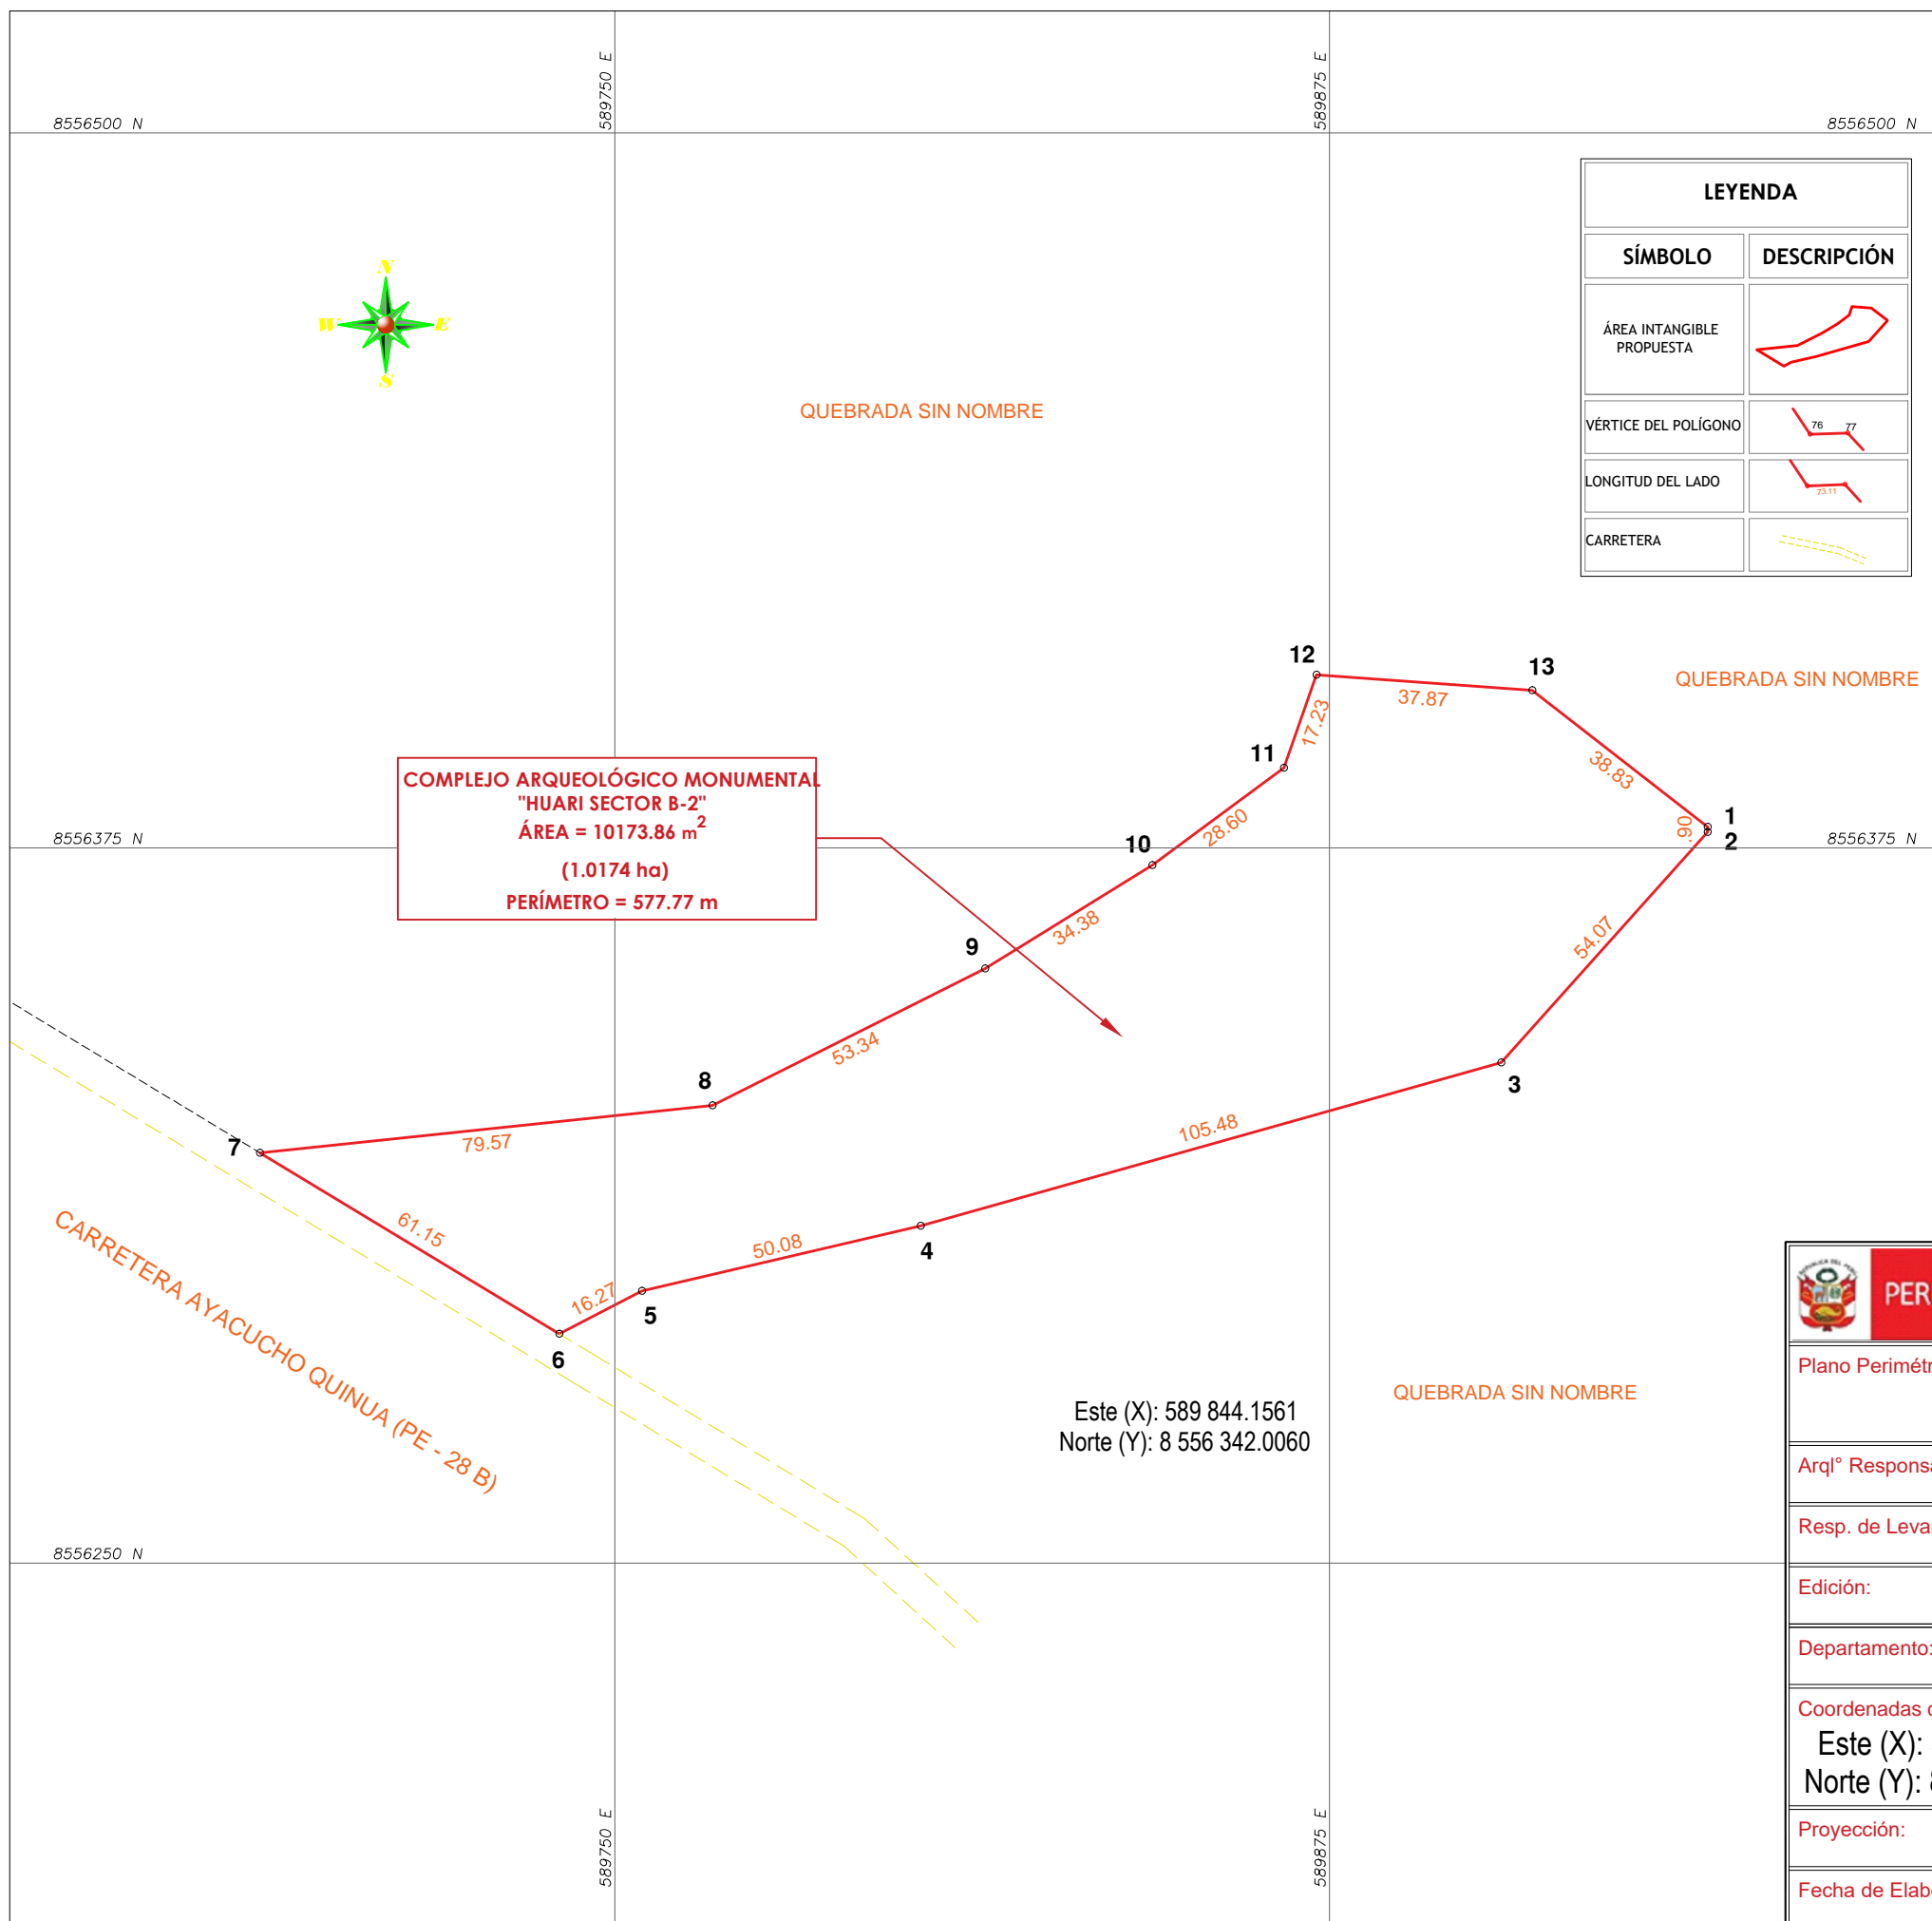 589750 E
589875 E
8556500 N
8556500 N
LEYENDA
SÍMBOLO
DESCRIPCIÓN
ÁREA INTANGIBLE
PROPUESTA
VÉRTICE DEL POLÍGONO
76
77
LONGITUD DEL LADO
73.11
CARRETERA
N
W
E
S
QUEBRADA SIN NOMBRE
12
13
QUEBRADA SIN NOMBRE
37.87
17.23
11
38.83
COMPLEJO ARQUEOLÓGICO MONUMENTAL
"HUARI SECTOR B-2"
ÁREA = 10173.86 m2
(1.0174 ha)
PERÍMETRO = 577.77 m
28.60
1
.90
2
8556375 N
8556375 N
10
34.38
54.07
9
53.34
8
3
7
79.57
105.48
61.15
50.08
4
16.27
5
6
CARRETERA AYACUCHO QUINUA (PE - 28 B)
Este (X): 589 844.1561
Norte (Y): 8 556 342.0060
QUEBRADA SIN NOMBRE
8556250 N
589750 E
589875 E
PER
Plano Perimétr
Arql° Responsa
Resp. de Leva
Edición:
Departamento:
Coordenadas c
Este (X):
Norte (Y): 8
Proyección:
Fecha de Elab